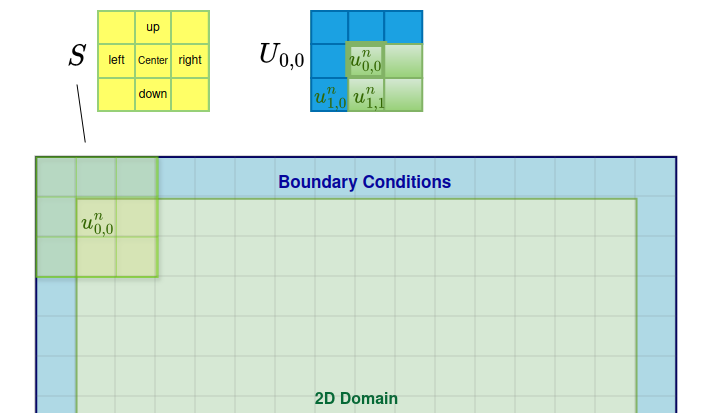 up
S left Center right
down
U_{0,0} u^n_{0,0}
u^n_{1,0} u^n_{1,1}
Boundary Conditions
u^n_{0,0}
2D Domain